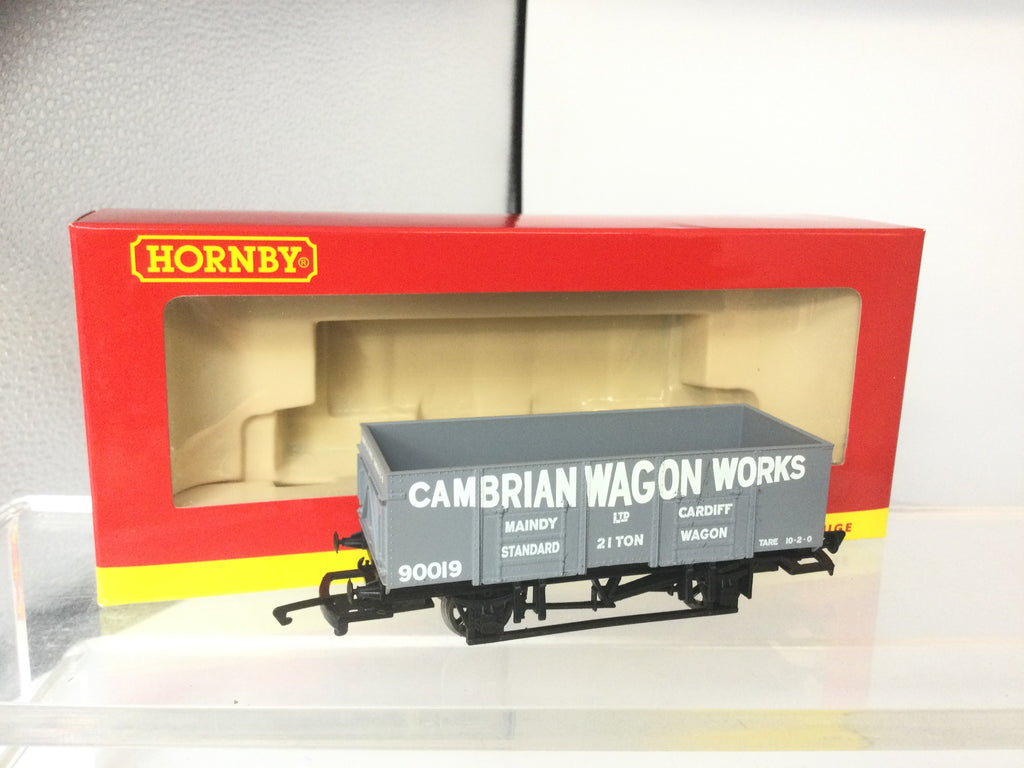 HORNBY®
CAMBRIAN WAGON WORKS
LTD
MAINDY CARDIFF
STANDARD 21 TON WAGON
90019
TARE 10-2-0